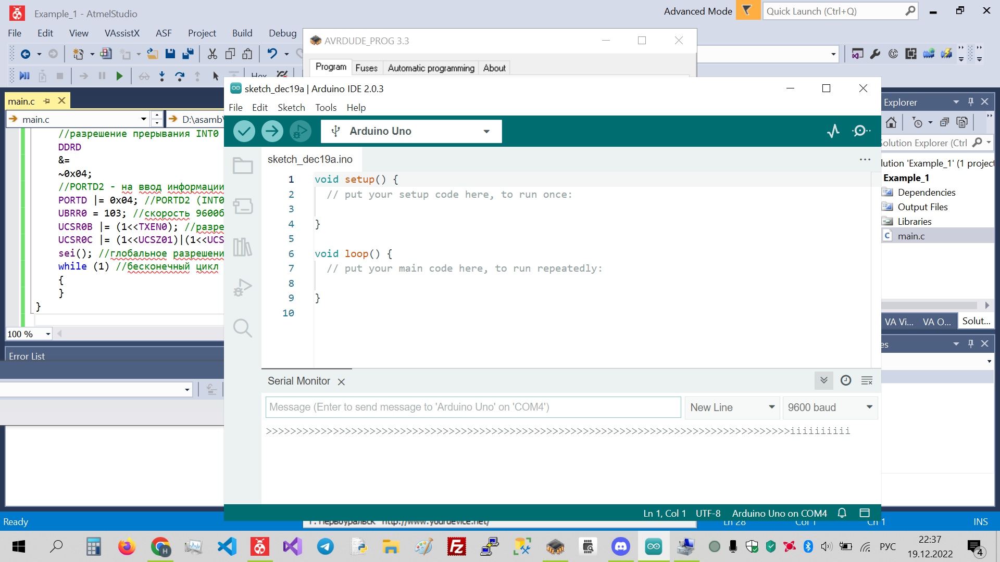 Example_1 - AtmelStudio
Advanced Mode
Quick Launch (Ctrl+Q)
File Edit View VAssistX ASF Project Build Debug
AVRDUDE_PROG 3.3
Program Fuses Automatic programming About
Hex
main.c
main.c
D:\asamb\
//разрешение прерывания INT0
DDRD
&=
~0x04;
//PORTD2 - на ввод информации
PORTD |= 0x04; //PORTD2 (INT0
UBRR0 = 103; //скорость 9600б
UCSR0B |= (1<<TXEN0); //разре
UCSR0C |= (1<<UCSZ01)|(1<<UCS
sei(); //глобальное разрешени
while (1) //бесконечный цикл
{
}
}
100 %
Error List
sketch_dec19a | Arduino IDE 2.0.3
File Edit Sketch Tools Help
Arduino Uno
sketch_dec19a.ino
1 void setup() {
2 // put your setup code here, to run once:
3
4 }
5
6 void loop() {
7 // put your main code here, to run repeatedly:
8
9 }
10
Serial Monitor
Message (Enter to send message to 'Arduino Uno' on 'COM4')
New Line
9600 baud
Ln 1, Col 1 UTF-8 Arduino Uno on COM4
Explorer
olution Explorer (Ctrl
lution 'Example_1' (1 project
Example_1
Dependencies
Output Files
Libraries
main.c
VA Vi... VA O... Solut...
es
г. Первоуральск http://www.yourdevice.net/
Ready
Ln 28 Col 1 Ch 1 INS
РУС
22:37
19.12.2022
4